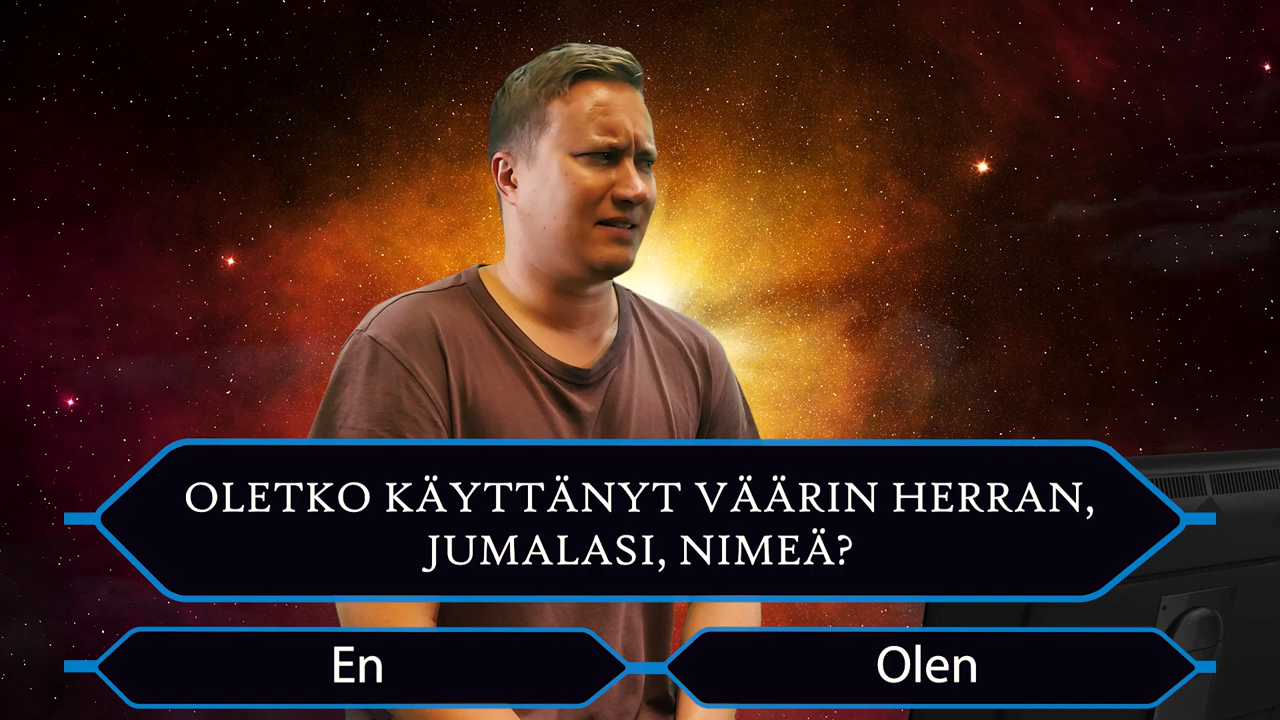 OLETKO KÄYTTÄNYT VÄÄRIN HERRAN,
JUMALASI, NIMEÄ?
En
Olen